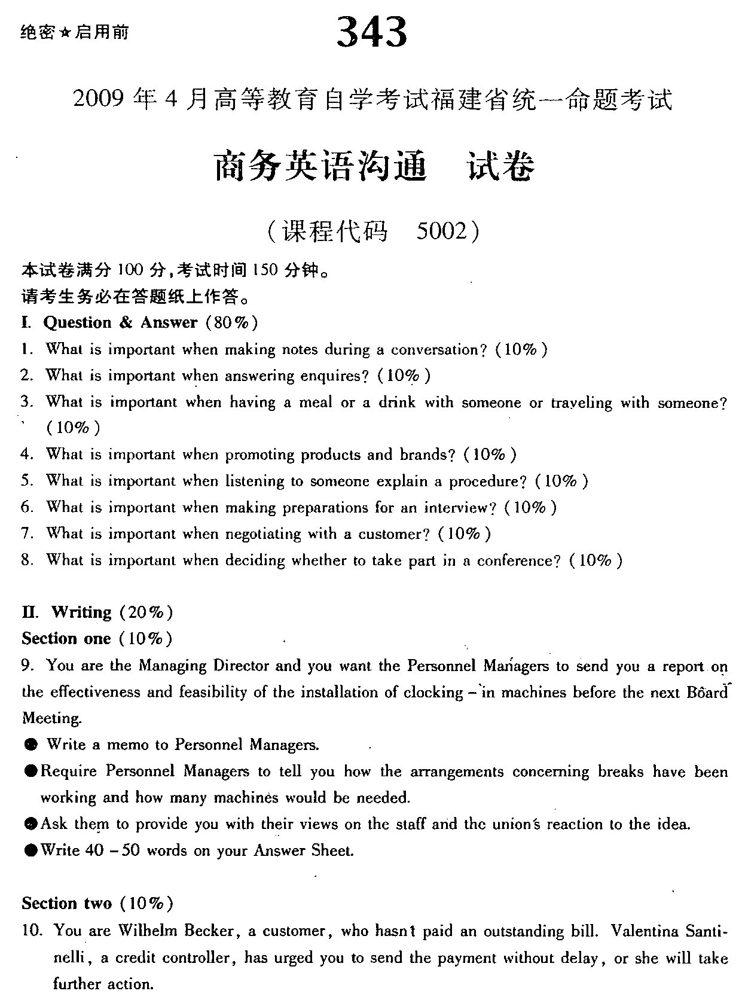 绝密★启用前
343
2009 年 4 月高等教育自学考试福建省统一命题考试
商务英语沟通 试卷
(课程代码 5002)
本试卷满分 100 分,考试时间 150 分钟。
请考生务必在答题纸上作答。
I. Question & Answer (80%)
1. What is important when making notes during a conversation? (10%)
2. What is important when answering enquires? (10%)
3. What is important when having a meal or a drink with someone or traveling with someone?
(10%)
4. What is important when promoting products and brands? (10%)
5. What is important when listening to someone explain a procedure? (10%)
6. What is important when making preparations for an interview? (10%)
7. What is important when negotiating with a customer? (10%)
8. What is important when deciding whether to take part in a conference? (10%)
II. Writing (20%)
Section one (10%)
9. You are the Managing Director and you want the Personnel Managers to send you a report on
the effectiveness and feasibility of the installation of clocking - in machines before the next Board
Meeting.
● Write a memo to Personnel Managers.
●Require Personnel Managers to tell you how the arrangements concerning breaks have been
working and how many machines would be needed.
●Ask them to provide you with their views on the staff and the union's reaction to the idea.
●Write 40 - 50 words on your Answer Sheet.
Section two (10%)
10. You are Wilhelm Becker, a customer, who hasn't paid an outstanding bill. Valentina Santi-
nelli, a credit controller, has urged you to send the payment without delay, or she will take
further action.